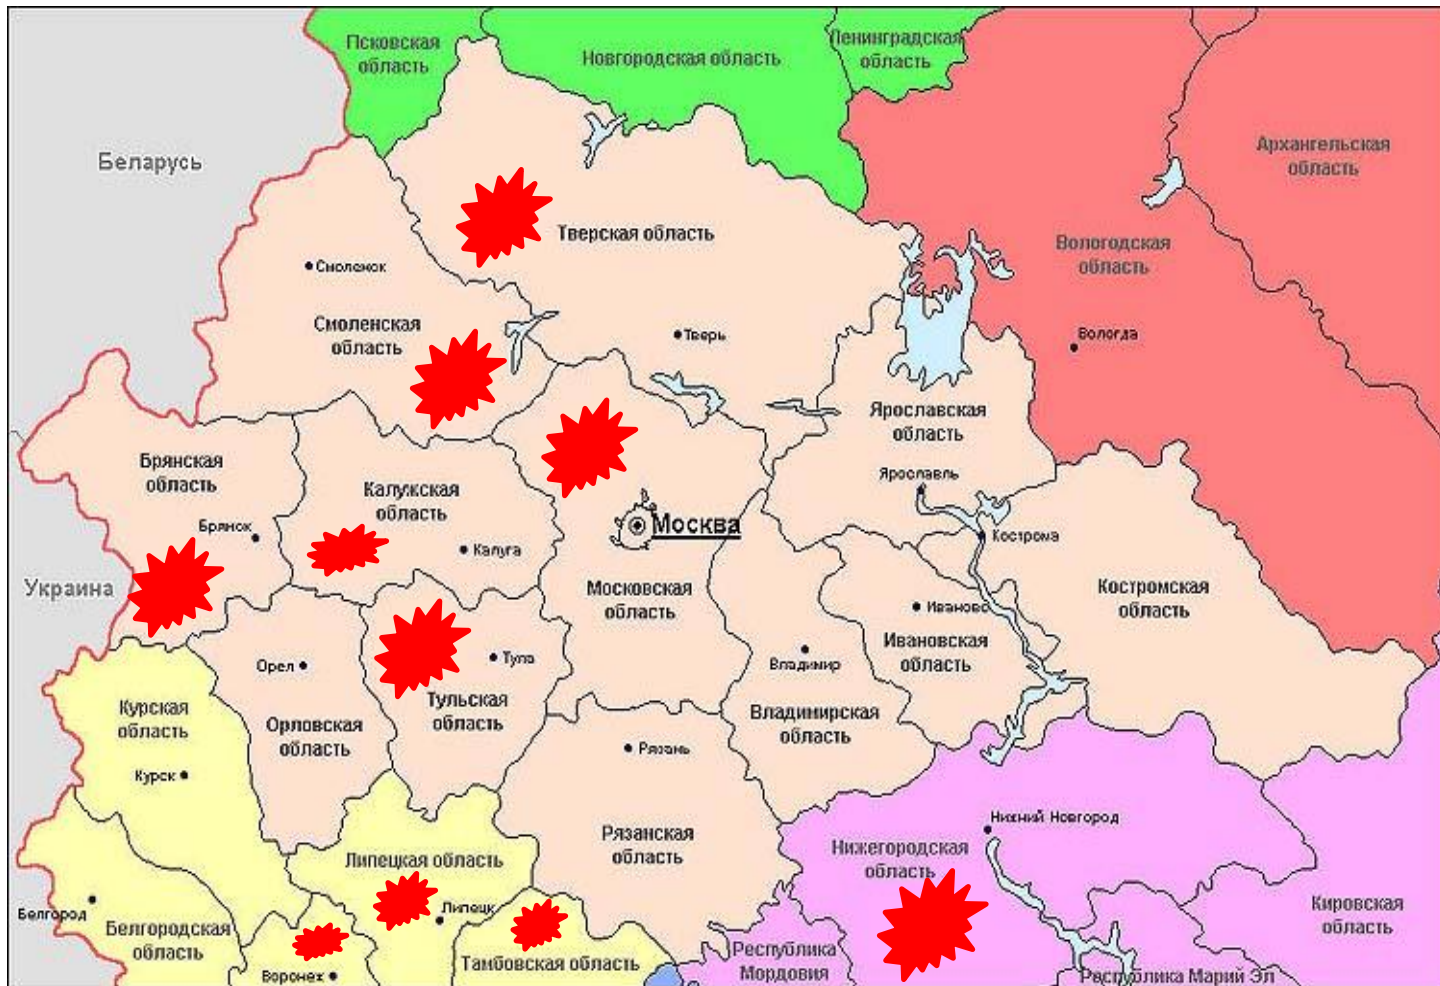 Псковская
область
Новгородская область
Ленинградская
область
Беларусь
Архангельская
область
Тверская область
Вологодская
область
Смоленск
Смоленская
область
Тверь
Вологда
Ярославская
область
Брянская
область
Калужская
область
Ярославль
Брянск
Москва
Кострома
Калуга
Украина
Московская
область
Костромская
область
Иваново
Ивановская
область
Орел
Тула
Владимир
Курская
область
Тульская
область
Орловская
область
Владимирская
область
Рязань
Курск
Нижний Новгород
Рязанская
область
Нижегородская
область
Липецкая область
Белгород
Липецк
Кировская
область
Белгородская
область
Республика
Мордовия
Тамбовская область
Воронеж
Республика Марий Эл